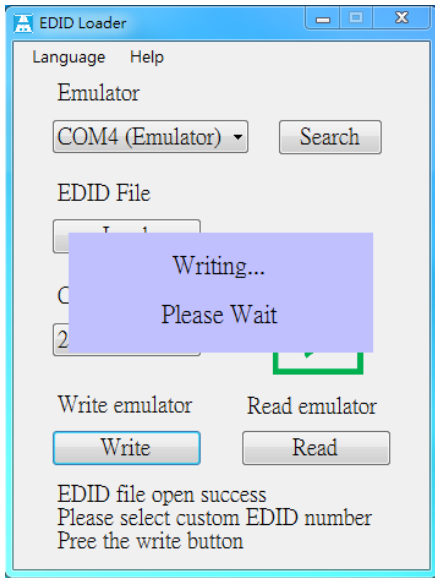 EDID Loader
Language Help
Emulator
COM4 (Emulator) Search
EDID File
Writing...
Please Wait
2
Write emulator Read emulator
Write Read
EDID file open success
Please select custom EDID number
Pree the write button